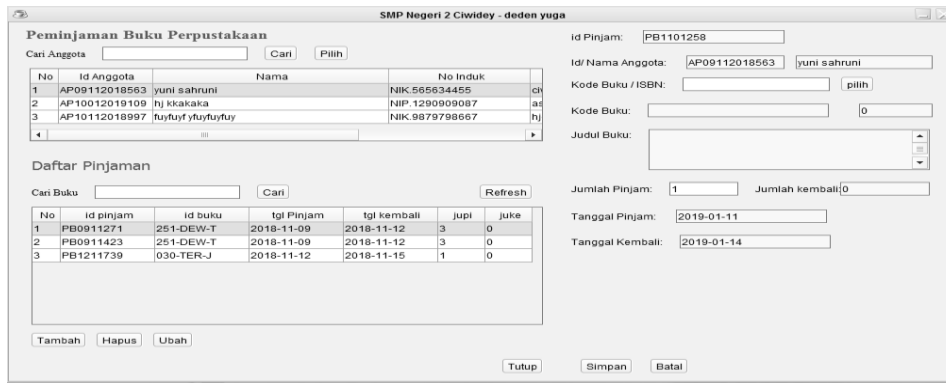 SMP Negeri 2 Ciwidey - deden yuga
Peminjaman Buku Perpustakaan
Cari Anggota Cari Pilih
No Id Anggota Nama No Induk
1 AP09112018563 yuni sahruni NIK.565634455 civ
2 AP10012019109 hj kkakaka NIP.1290909087 as
3 AP10112018997 fuyfuyf yfuyfuyfuy NIK.9879798667 hj
Daftar Pinjaman
Cari Buku Cari Refresh
No id pinjam id buku tgl Pinjam tgl kembali jupi juke
1 PB0911271 251-DEW-T 2018-11-09 2018-11-12 3 0
2 PB0911423 251-DEW-T 2018-11-09 2018-11-12 3 0
3 PB1211739 030-TER-J 2018-11-12 2018-11-15 1 0
Tambah Hapus Ubah
Tutup
id Pinjam: PB1101258
Id/ Nama Anggota: AP09112018563 yuni sahruni
Kode Buku / ISBN: pilih
Kode Buku: 0
Judul Buku:
Jumlah Pinjam: 1 Jumlah kembali: 0
Tanggal Pinjam: 2019-01-11
Tanggal Kembali: 2019-01-14
Simpan Batal